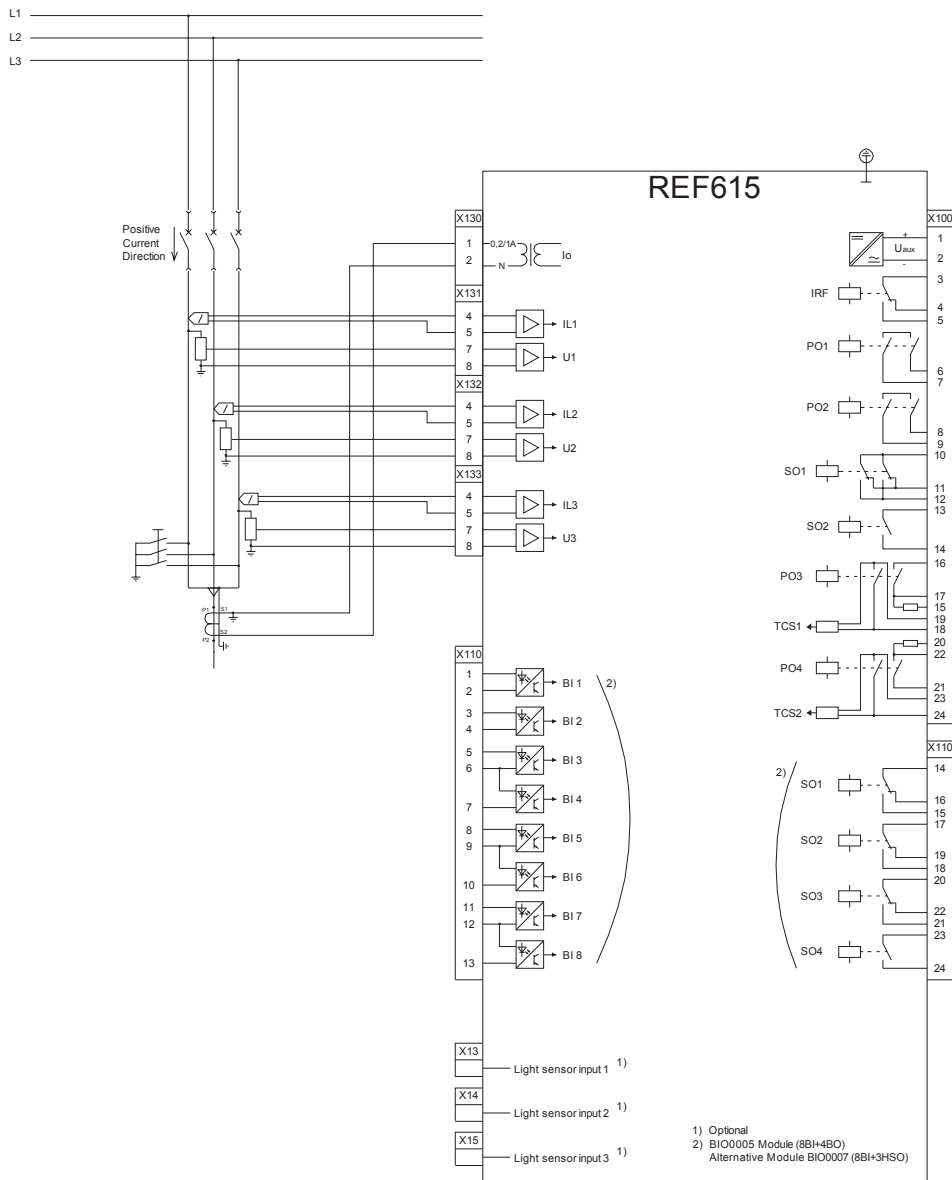 L1
L2
L3
REF615
Positive
Current
Direction
X130
1
2
0,2/1A
N
Io
X131
4
5
7
8
IL1
U1
X132
4
5
7
8
IL2
U2
X133
4
5
7
8
IL3
U3
P1
S1
S2
P2
X110
1
2
BI 1
2)
3
4
BI 2
5
6
BI 3
7
BI 4
8
9
BI 5
10
BI 6
11
12
BI 7
13
BI 8
X13
Light sensor input 1 1)
X14
Light sensor input 2 1)
X15
Light sensor input 3 1)
X100
+
Uaux
-
1
2
IRF
3
4
5
PO1
6
7
PO2
8
9
SO1
10
11
12
SO2
13
14
PO3
16
17
15
19
18
TCS1
20
22
PO4
21
23
24
TCS2
X110
2)
SO1
14
16
15
SO2
17
19
18
SO3
20
22
21
SO4
23
24
1) Optional
2) BIO0005 Module (8BI+4BO)
Alternative Module BIO0007 (8BI+3HSO)